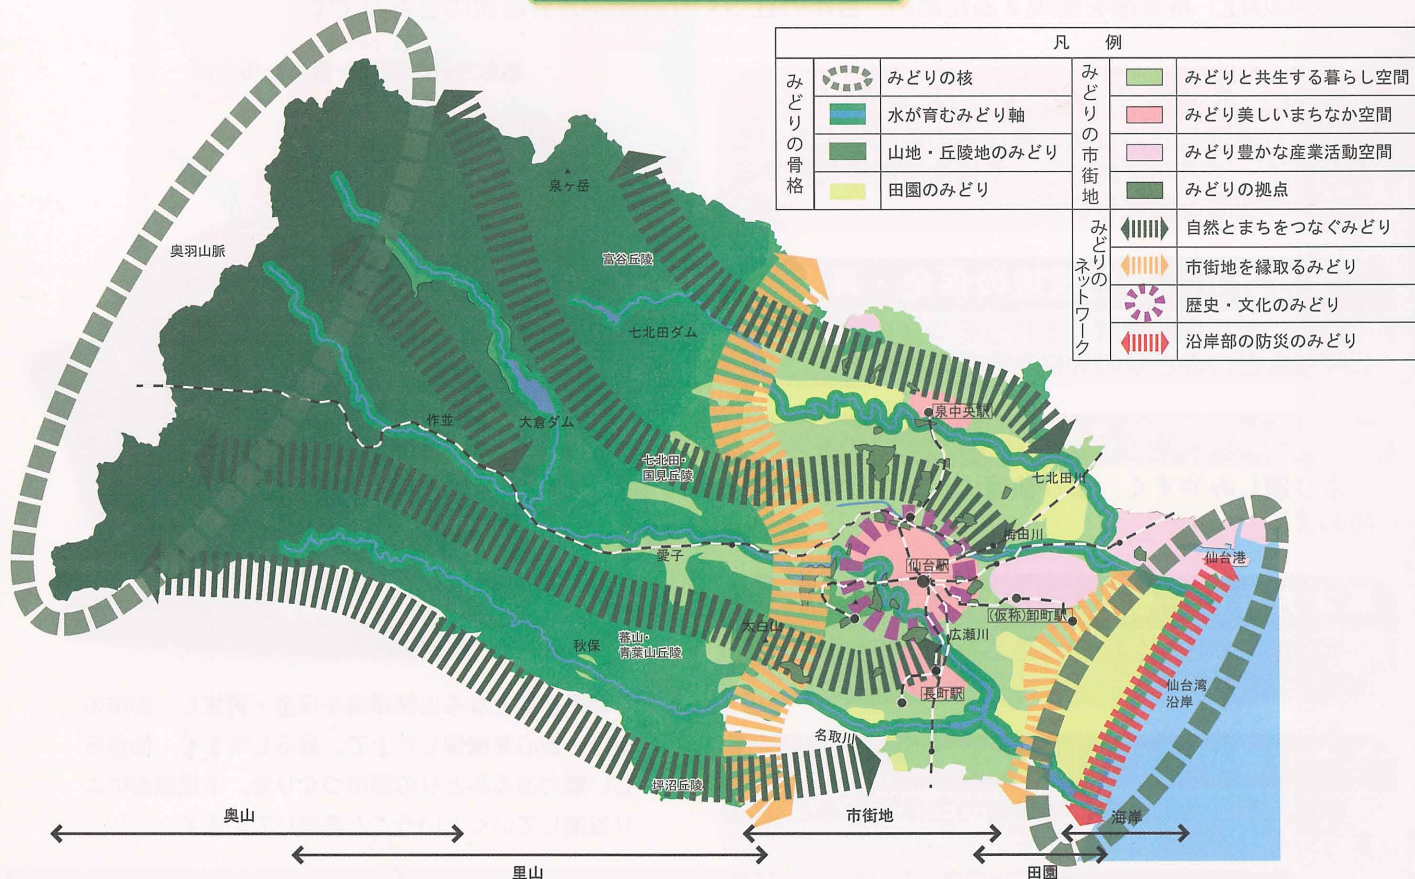 凡 例
みどりの骨格
みどりの核
水が育むみどり軸
山地・丘陵地のみどり
田園のみどり
みどりの市街地
みどりと共生する暮らし空間
みどり美しいまちなか空間
みどり豊かな産業活動空間
みどりの拠点
みどりの
ネットワーク
自然とまちをつなぐみどり
市街地を縁取るみどり
歴史・文化のみどり
沿岸部の防災のみどり
泉ヶ岳
奥羽山脈
富谷丘陵
七北田ダム
作並
大倉ダム
泉中央駅
七北田・
国見丘陵
七北田川
梅田川
愛子
仙台駅
仙台港
(仮称)卸町駅
太白山
広瀬川
秋保
蕃山・
青葉山丘陵
長町駅
仙台湾
沿岸
名取川
坪沼丘陵
奥山
市街地
海岸
里山
田園